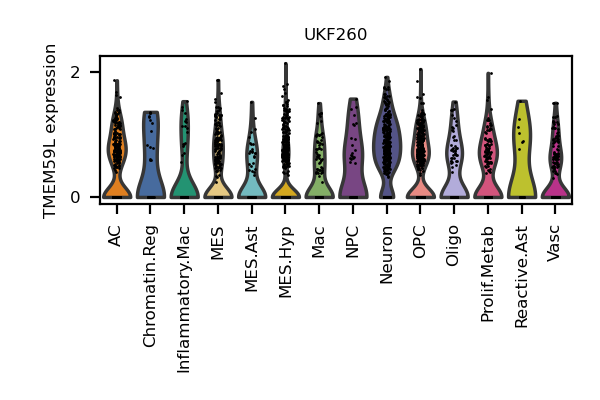 UKF260
TMEM59L expression
2
0
AC
Chromatin.Reg
Inflammatory.Mac
MES
MES.Ast
MES.Hyp
Mac
NPC
Neuron
OPC
Oligo
Prolif.Metab
Reactive.Ast
Vasc